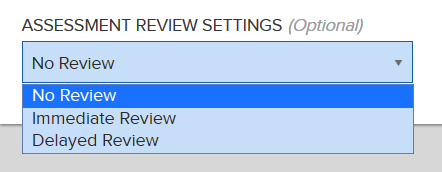 ASSESSMENT REVIEW SETTINGS (Optional)
No Review
No Review
Immediate Review
Delayed Review